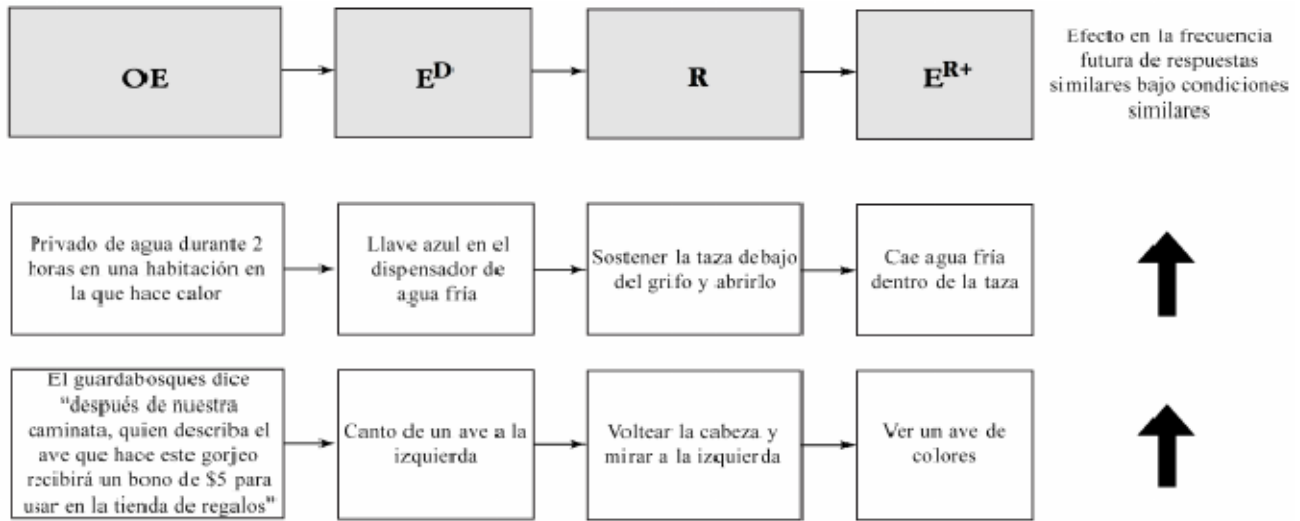 OE
E^D
R
E^R+
Efecto en la frecuencia
futura de respuestas
similares bajo condiciones
similares
Privado de agua durante 2
horas en una habitación en
la que hace calor
Llave azul en el
dispensador de
agua fría
Sostener la taza debajo
del grifo y abrirlo
Cae agua fría
dentro de la taza
El guardabosques dice
"después de nuestra
caminata, quien describa el
ave que hace este gorjeo
recibirá un bono de $5 para
usar en la tienda de regalos"
Canto de un ave a la
izquierda
Voltear la cabeza y
mirar a la izquierda
Ver un ave de
colores